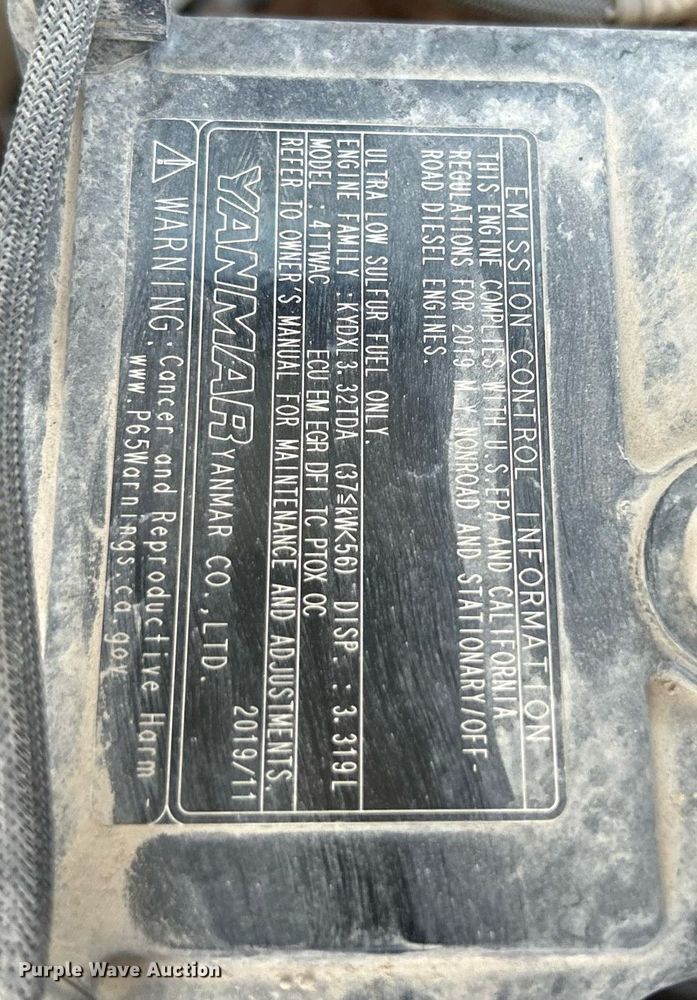 EMISSION CONTROL INFORMATION
THIS ENGINE COMPLIES WITH U.S.EPA AND CALIFORNIA
REGULATIONS FOR 2019 M.Y. NONROAD AND STATIONARY/OFF-
ROAD DIESEL ENGINES.
ULTRA LOW SULFUR FUEL ONLY.
ENGINE FAMILY :KYDXL3.32TDA (37≦kW<56) DISP.:3.319L
MODEL :4TTWAC ECU EM EGR DFI TC PTOX OC
REFER TO OWNER'S MANUAL FOR MAINTENANCE AND ADJUSTMENTS.
YANMAR YANMAR CO.,LTD. 2019/11
WARNING:Cancer and Reproductive Harm -
www.P65Warnings.ca.gov
Purple Wave Auction